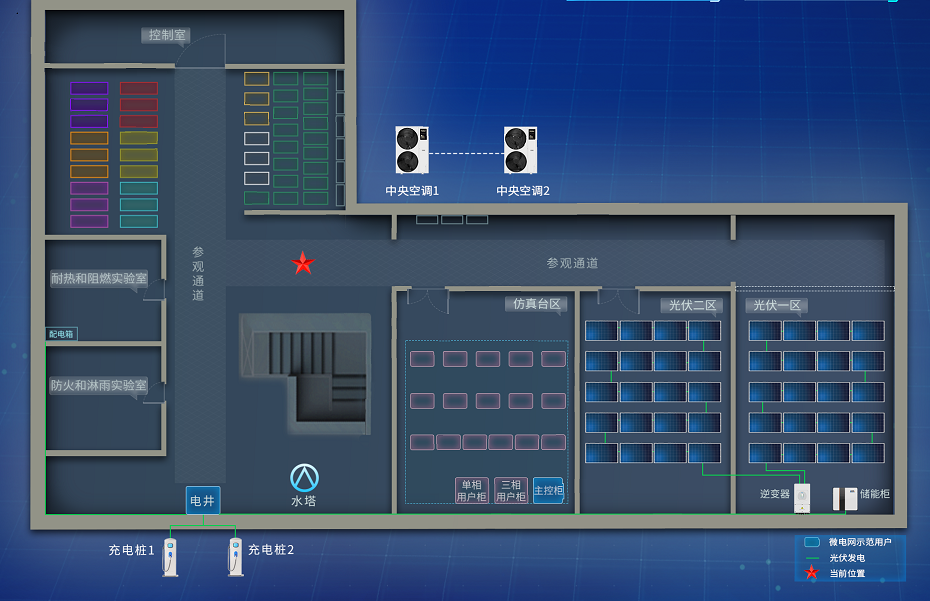 控制室
中央空调1
中央空调2
参观通道
参观通道
耐热和阻燃实验室
仿真台区
光伏二区
光伏一区
配电箱
防火和淋雨实验室
单相
用户柜
三相
用户柜
主控柜
水塔
电井
逆变器
储能柜
充电桩1
充电桩2
微电网示范用户
光伏发电
当前位置